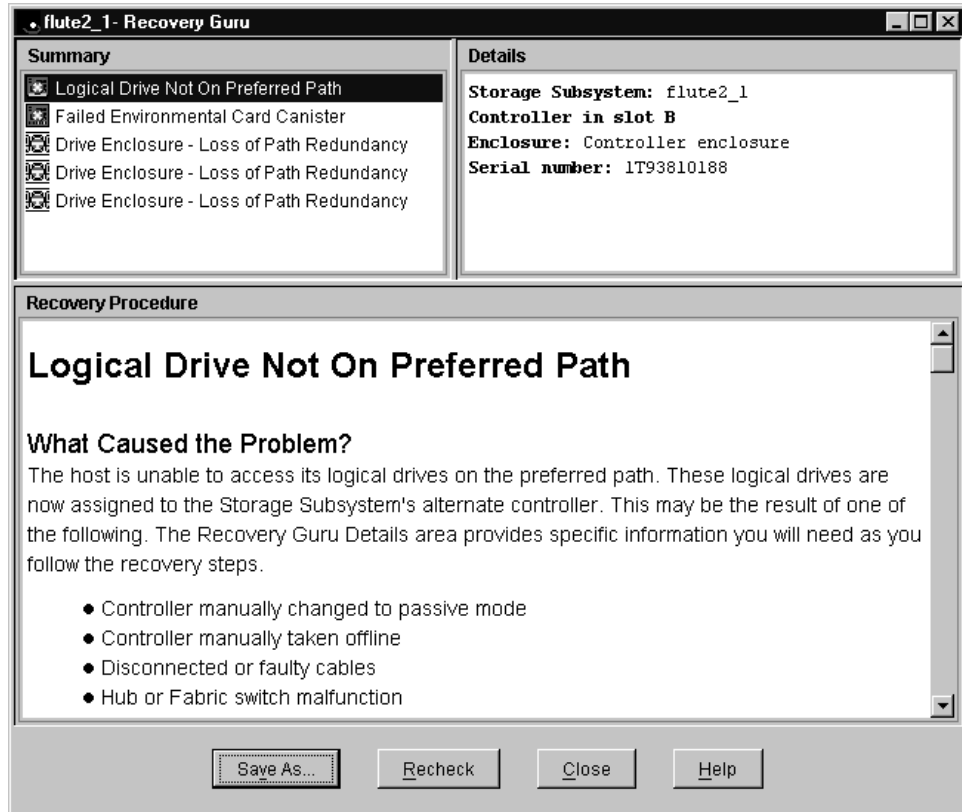 flute2_1- Recovery Guru
Summary
Logical Drive Not On Preferred Path
Failed Environmental Card Canister
Drive Enclosure - Loss of Path Redundancy
Drive Enclosure - Loss of Path Redundancy
Drive Enclosure - Loss of Path Redundancy
Details
Storage Subsystem: flute2_1
Controller in slot B
Enclosure: Controller enclosure
Serial number: 1T93810188
Recovery Procedure
Logical Drive Not On Preferred Path
What Caused the Problem?
The host is unable to access its logical drives on the preferred path. These logical drives are
now assigned to the Storage Subsystem's alternate controller. This may be the result of one of
the following. The Recovery Guru Details area provides specific information you will need as you
follow the recovery steps.
● Controller manually changed to passive mode
● Controller manually taken offline
● Disconnected or faulty cables
● Hub or Fabric switch malfunction
Save As...
Recheck
Close
Help